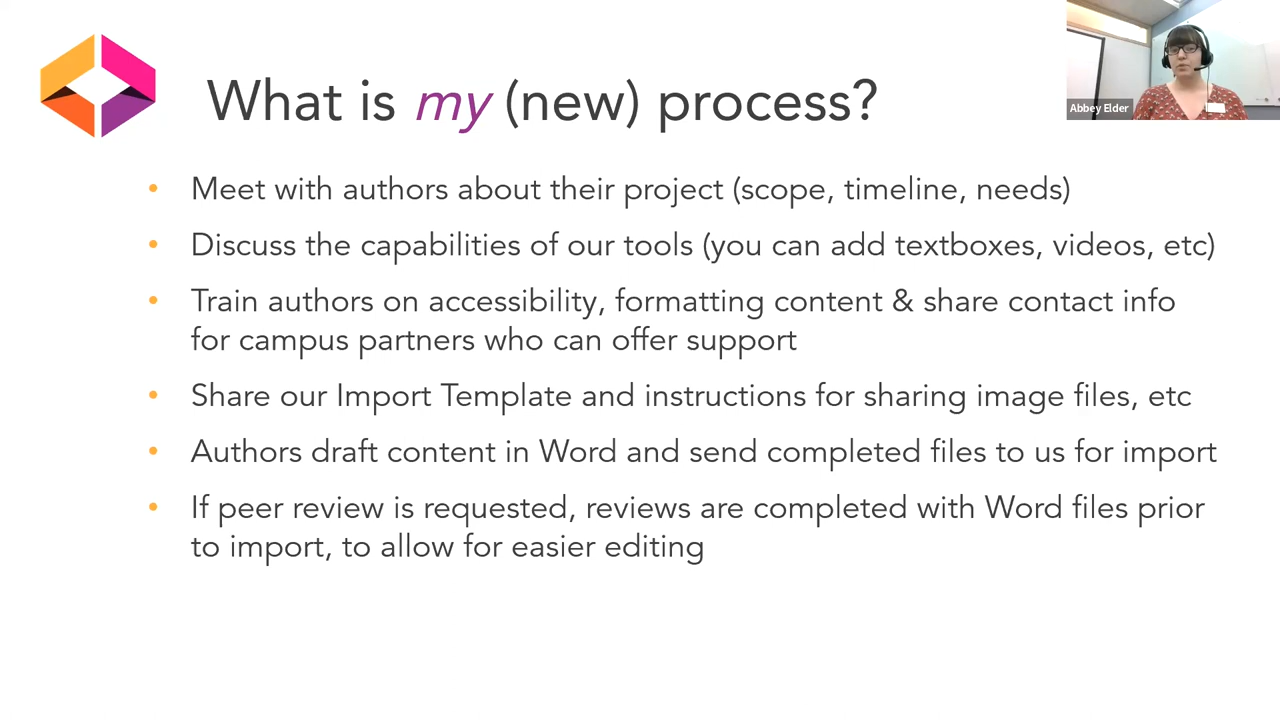 What is my (new) process?
Abbey Elder
• Meet with authors about their project (scope, timeline, needs)
• Discuss the capabilities of our tools (you can add textboxes, videos, etc)
• Train authors on accessibility, formatting content & share contact info
for campus partners who can offer support
• Share our Import Template and instructions for sharing image files, etc
• Authors draft content in Word and send completed files to us for import
• If peer review is requested, reviews are completed with Word files prior
to import, to allow for easier editing